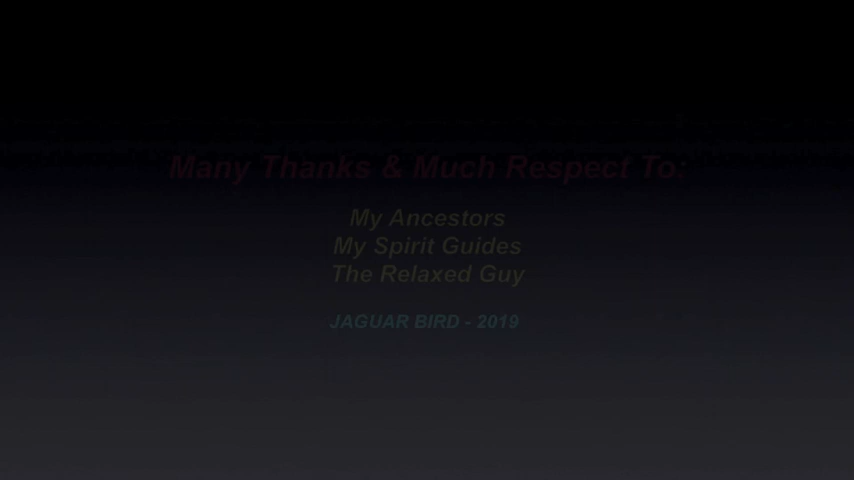 Many Thanks & Much Respect To:
My Ancestors
My Spirit Guides
The Relaxed Guy
JAGUAR BIRD - 2019